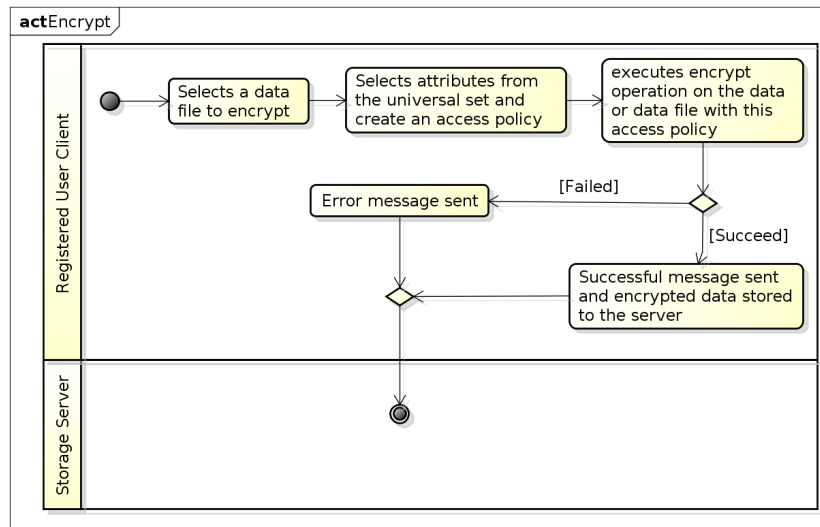 actEncrypt
Registered User Client
Selects a data
file to encrypt
Selects attributes from
the universal set and
create an access policy
executes encrypt
operation on the data
or data file with this
access policy
[Failed]
Error message sent
[Succeed]
Successful message sent
and encrypted data stored
to the server
Storage Server